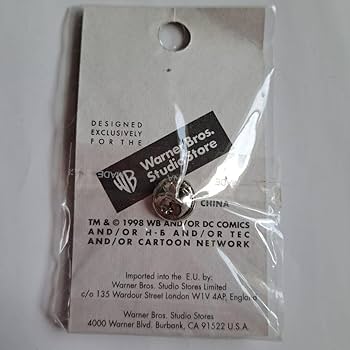 DESIGNED
EXCLUSIVELY
FOR THE
WB
Warner Bros.
Studio Store
MADE
CHINA
TM & © 1998 WB AND/OR DC COMICS
AND/OR H-B AND/OR TEC
AND/OR CARTOON NETWORK
Imported into the E.U. by:
Warner Bros. Studio Stores Limited
c/o 135 Wardour Street London W1V 4AP, England
Warner Bros. Studio Stores
4000 Warner Blvd. Burbank, CA 91522 U.S.A.